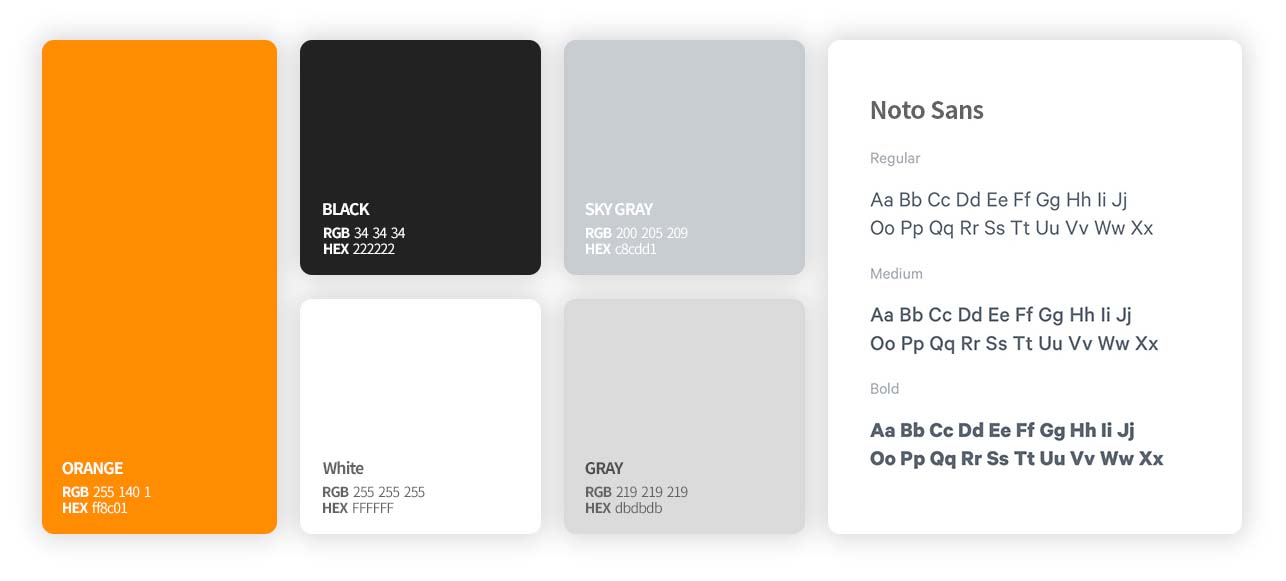 ORANGE
RGB 255 140 1
HEX ff8c01
BLACK
RGB 34 34 34
HEX 222222
White
RGB 255 255 255
HEX FFFFFF
SKY GRAY
RGB 200 205 209
HEX c8cdd1
GRAY
RGB 219 219 219
HEX dbdbdb
Noto Sans
Regular
Aa Bb Cc Dd Ee Ff Gg Hh Ii Jj
Oo Pp Qq Rr Ss Tt Uu Vv Ww Xx
Medium
Aa Bb Cc Dd Ee Ff Gg Hh Ii Jj
Oo Pp Qq Rr Ss Tt Uu Vv Ww Xx
Bold
Aa Bb Cc Dd Ee Ff Gg Hh Ii Jj
Oo Pp Qq Rr Ss Tt Uu Vv Ww Xx